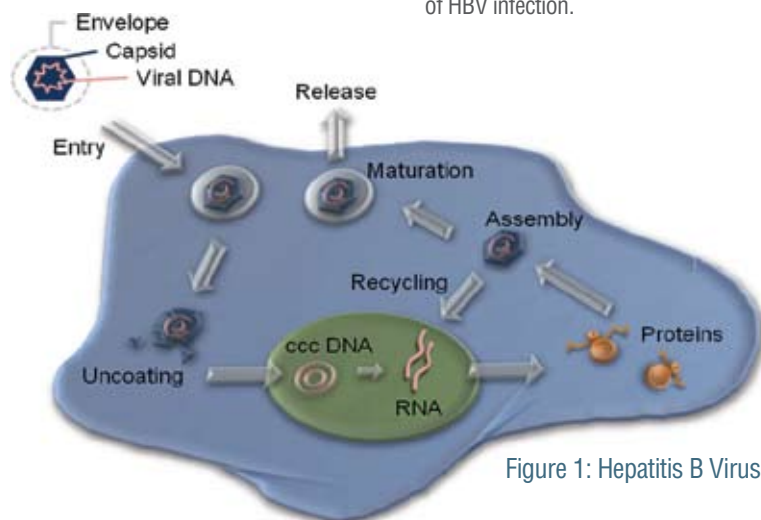 of HBV infection.
Envelope
Capsid
Viral DNA
Release
Entry
Maturation
Assembly
Recycling
Proteins
ccc DNA
Uncoating
RNA
Figure 1: Hepatitis B Virus